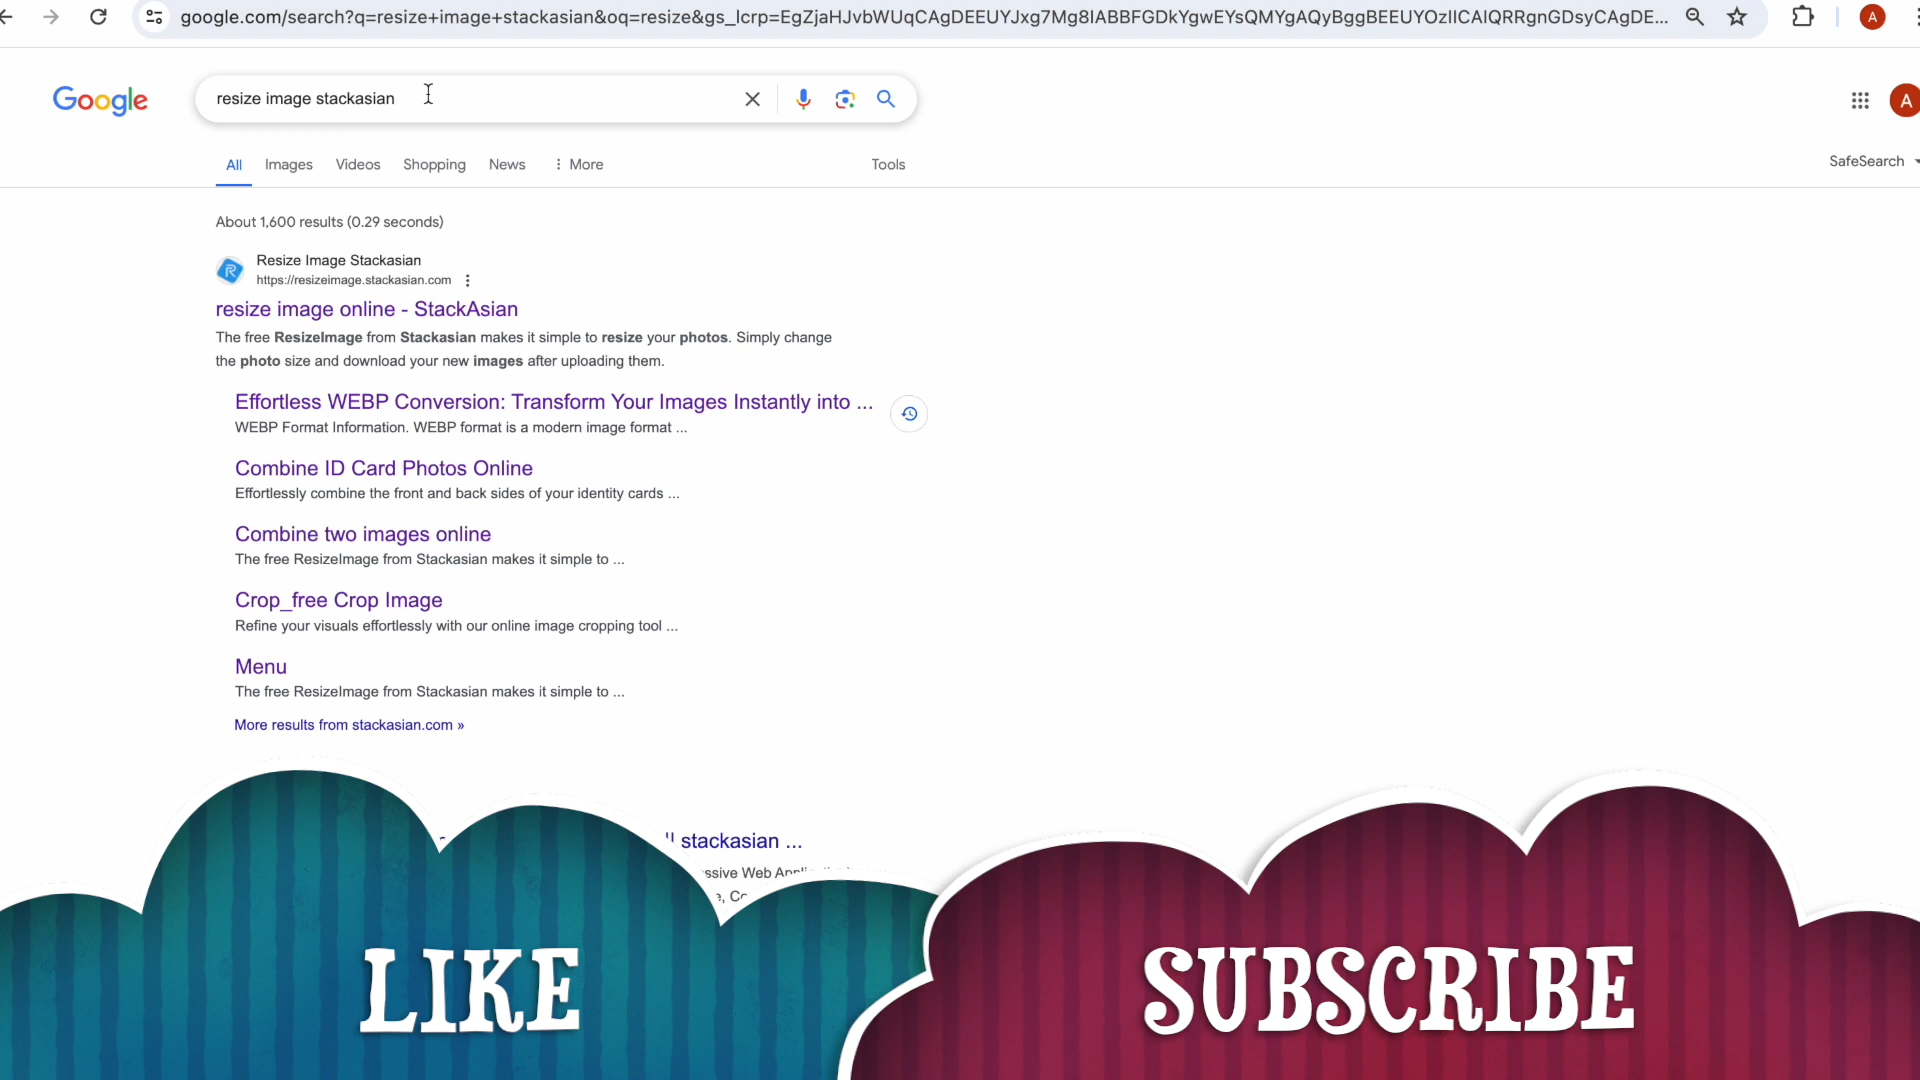 google.com/search?q=resize+image+stackasian&oq=resize&gs_lcrp=EgZjaHJvbWUqCAgDEEUYJxg7Mg8IABBFGDkYgwEYsQMYgAQyBggBEEUYOzIICAIQRRgnGDsyCAgDE...
A
Google
resize image stackasian
A
All Images Videos Shopping News More Tools
SafeSearch
About 1,600 results (0.29 seconds)
R
Resize Image Stackasian
https://resizeimage.stackasian.com
resize image online - StackAsian
The free ResizeImage from Stackasian makes it simple to resize your photos. Simply change
the photo size and download your new images after uploading them.
Effortless WEBP Conversion: Transform Your Images Instantly into ...
WEBP Format Information. WEBP format is a modern image format ...
Combine ID Card Photos Online
Effortlessly combine the front and back sides of your identity cards ...
Combine two images online
The free ResizeImage from Stackasian makes it simple to ...
Crop_free Crop Image
Refine your visuals effortlessly with our online image cropping tool ...
Menu
The free ResizeImage from Stackasian makes it simple to ...
More results from stackasian.com »
stackasian ...
Web
LIKE
SUBSCRIBE